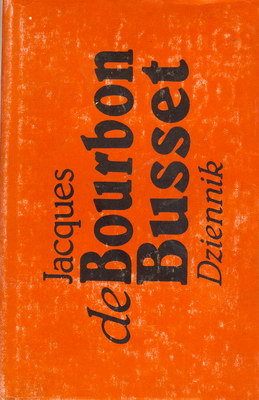 Jacques
de Bourbon
Busset
Dziennik